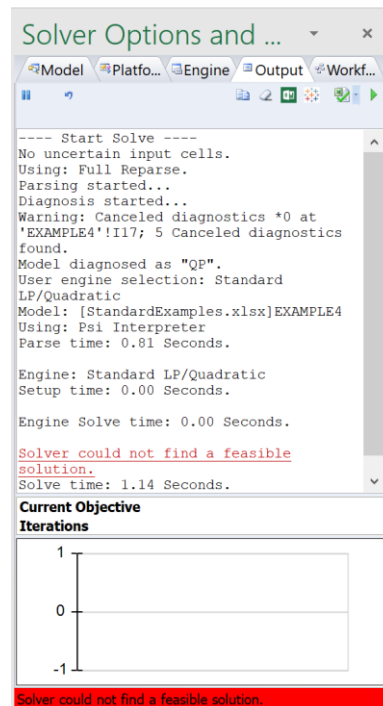 Solver Options and ...
Model Platfo... Engine Output Workf...
---- Start Solve ----
No uncertain input cells.
Using: Full Reparse.
Parsing started...
Diagnosis started...
Warning: Canceled diagnostics *0 at
'EXAMPLE4'!I17; 5 Canceled diagnostics
found.
Model diagnosed as "QP".
User engine selection: Standard
LP/Quadratic
Model: [StandardExamples.xlsx]EXAMPLE4
Using: Psi Interpreter
Parse time: 0.81 Seconds.
Engine: Standard LP/Quadratic
Setup time: 0.00 Seconds.
Engine Solve time: 0.00 Seconds.
Solver could not find a feasible
solution.
Solve time: 1.14 Seconds.
Current Objective
Iterations
1
0
-1
Solver could not find a feasible solution.